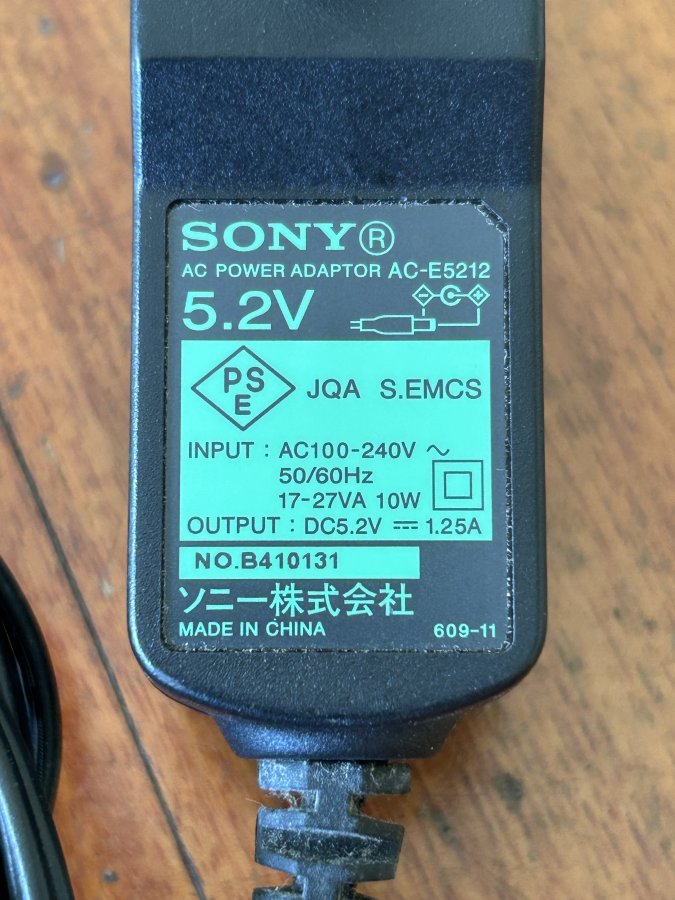 SONY®
AC POWER ADAPTOR AC-E5212
5.2V
PS
E
JQA S.EMCS
INPUT : AC100-240V ~
50/60Hz
17-27VA 10W
OUTPUT : DC5.2V ⎓ 1.25A
NO.B410131
ソニー株式会社
MADE IN CHINA 609-11